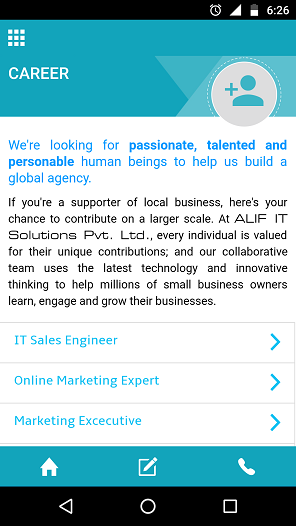 6:26
CAREER
We're looking for passionate, talented and
personable human beings to help us build a
global agency.
If you're a supporter of local business, here's your
chance to contribute on a larger scale. At ALIF IT
Solutions Pvt. Ltd., every individual is valued
for their unique contributions; and our collaborative
team uses the latest technology and innovative
thinking to help millions of small business owners
learn, engage and grow their businesses.
IT Sales Engineer
Online Marketing Expert
Marketing Excecutive